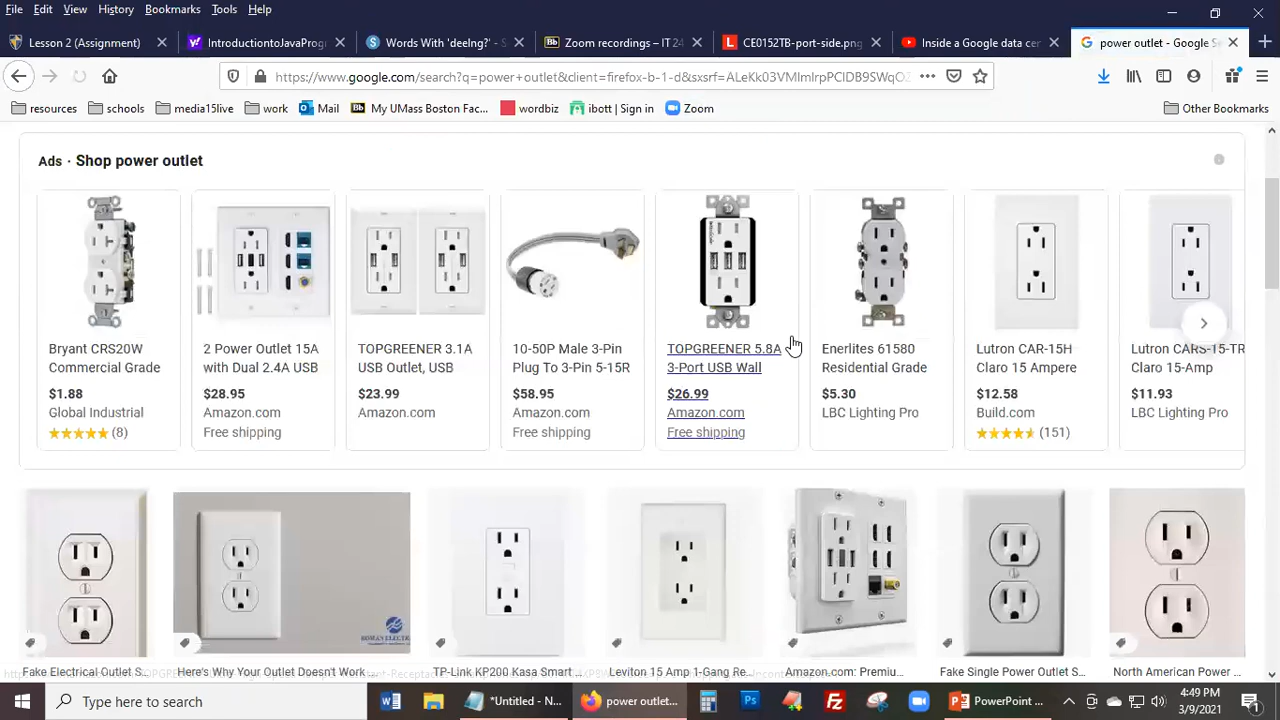 File Edit View History Bookmarks Tools Help
Lesson 2 (Assignment)
IntroductiontoJavaProg
Words With 'deelng?' - S
Zoom recordings – IT 24
CE0152TB-port-side.png
Inside a Google data cen
power outlet - Google Se
https://www.google.com/search?q=power+outlet&client=firefox-b-1-d&sxsrf=
resources schools media15live work Mail My UMass Boston Fac... wordbiz ibott | Sign in Zoom Other Bookmarks
Ads · Shop power outlet
Bryant CRS20W
Commercial Grade
$1.88
Global Industrial
(8)
2 Power Outlet 15A
with Dual 2.4A USB
$28.95
Amazon.com
Free shipping
TOPGREENER 3.1A
USB Outlet, USB
$23.99
Amazon.com
10-50P Male 3-Pin
Plug To 3-Pin 5-15R
$58.95
Amazon.com
Free shipping
TOPGREENER 5.8A
3-Port USB Wall
$26.99
Amazon.com
Free shipping
Enerlites 61580
Residential Grade
$5.30
LBC Lighting Pro
Lutron CAR-15H
Claro 15 Ampere
$12.58
Build.com
(151)
Lutron CARS-15-TR
Claro 15-Amp
$11.93
LBC Lighting Pro
Fake Electrical Outlet S...
Here's Why Your Outlet Doesn't Work...
TP-Link KP200 Kasa Smart...
Leviton 15 Amp 1-Gang Re...
Amazon.com: Premiu...
Fake Single Power Outlet S...
North American Power
Type here to search
*Untitled - N...
power outlet...
PowerPoint
4:49 PM
3/9/2021